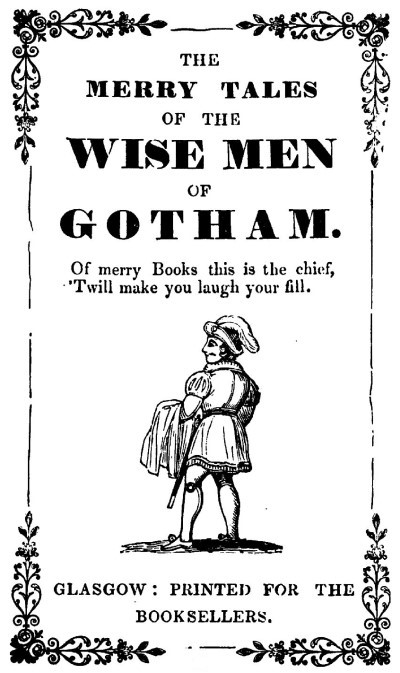 THE
MERRY TALES
OF THE
WISE MEN
OF
GOTHAM.
Of merry Books this is the chief,
'Twill make you laugh your fill.
GLASGOW: PRINTED FOR THE
BOOKSELLERS.